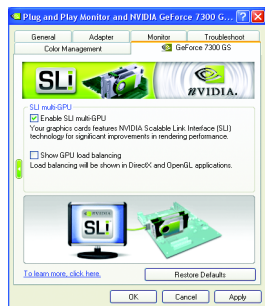 Plug and Play Monitor and NVIDIA GeForce 7300 G...
General Adapter Monitor Troubleshoot
Color Management GeForce 7300 GS
SLI
NVIDIA.
SLI multi-GPU
Enable SLI multi-GPU
Your graphics cards features NVIDIA Scalable Link Interface (SLI)
technology for significant improvements in rendering performance.
Show GPU load balancing
Load balancing will be shown in DirectX and OpenGL applications.
NVIDIA
SLI
To learn more, click here.
Restore Defaults
OK Cancel Apply